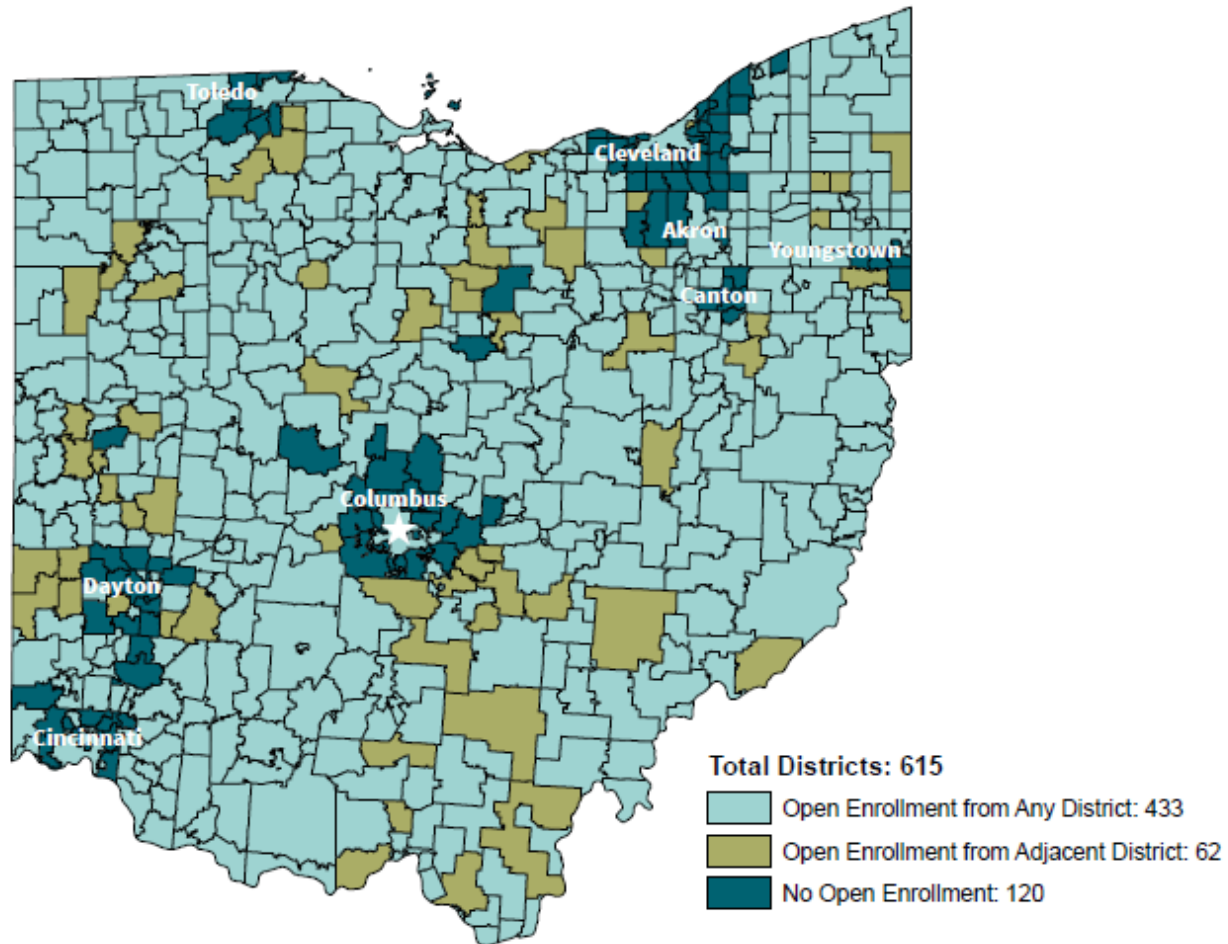 Toledo
Cleveland
Akron
Youngstown
Canton
Columbus
Dayton
Cincinnati
Total Districts: 615
Open Enrollment from Any District: 433
Open Enrollment from Adjacent District: 62
No Open Enrollment: 120